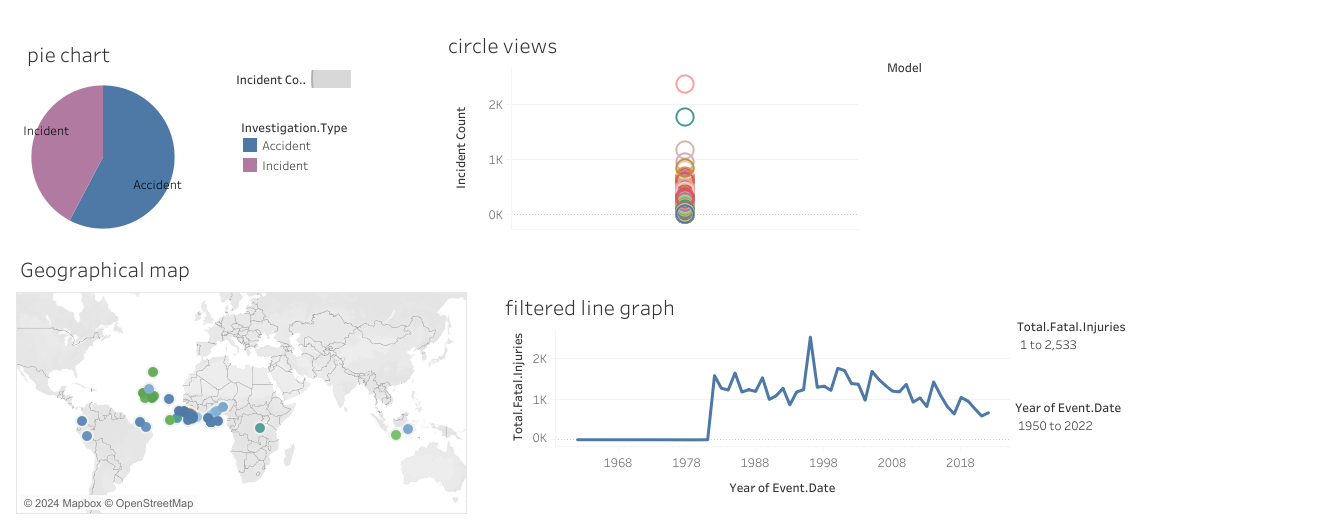 pie chart
Incident Co..
Investigation.Type
Accident
Incident
Incident
Accident
circle views
Model
Incident Count
2K
1K
0K
Geographical map
© 2024 Mapbox © OpenStreetMap
filtered line graph
Total.Fatal.Injuries
2K
1K
0K
1968 1978 1988 1998 2008 2018
Year of Event.Date
Total.Fatal.Injuries
1 to 2,533
Year of Event.Date
1950 to 2022